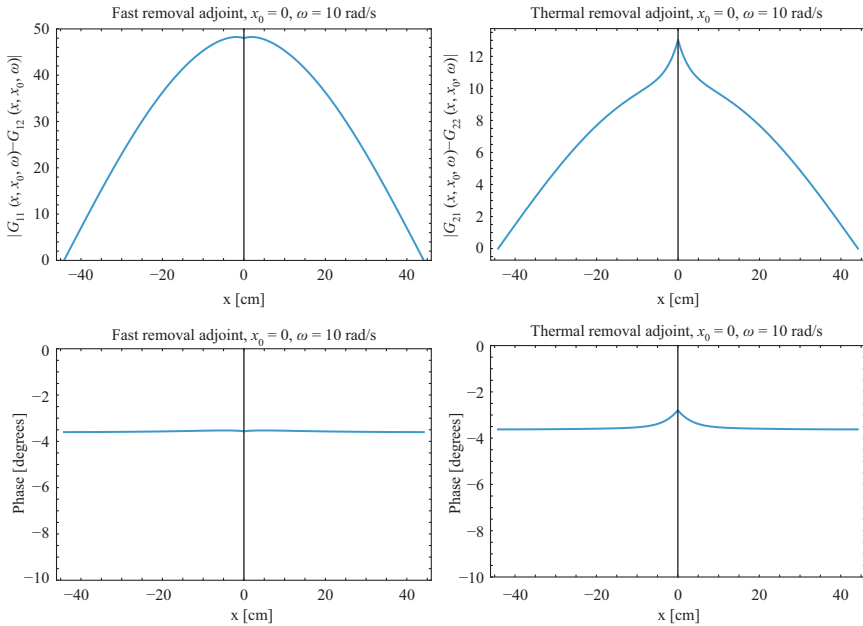 Fast removal adjoint, x₀ = 0, ω = 10 rad/s
|G₁₁ (x, x₀, ω)−G₁₂ (x, x₀, ω)|
50
40
30
20
10
0
−40 −20 0 20 40
x [cm]
Thermal removal adjoint, x₀ = 0, ω = 10 rad/s
|G₂₁ (x, x₀, ω)−G₂₂ (x, x₀, ω)|
12
10
8
6
4
2
0
−40 −20 0 20 40
x [cm]
Fast removal adjoint, x₀ = 0, ω = 10 rad/s
Phase [degrees]
0
−2
−4
−6
−8
−10
−40 −20 0 20 40
x [cm]
Thermal removal adjoint, x₀ = 0, ω = 10 rad/s
Phase [degrees]
0
−2
−4
−6
−8
−10
−40 −20 0 20 40
x [cm]